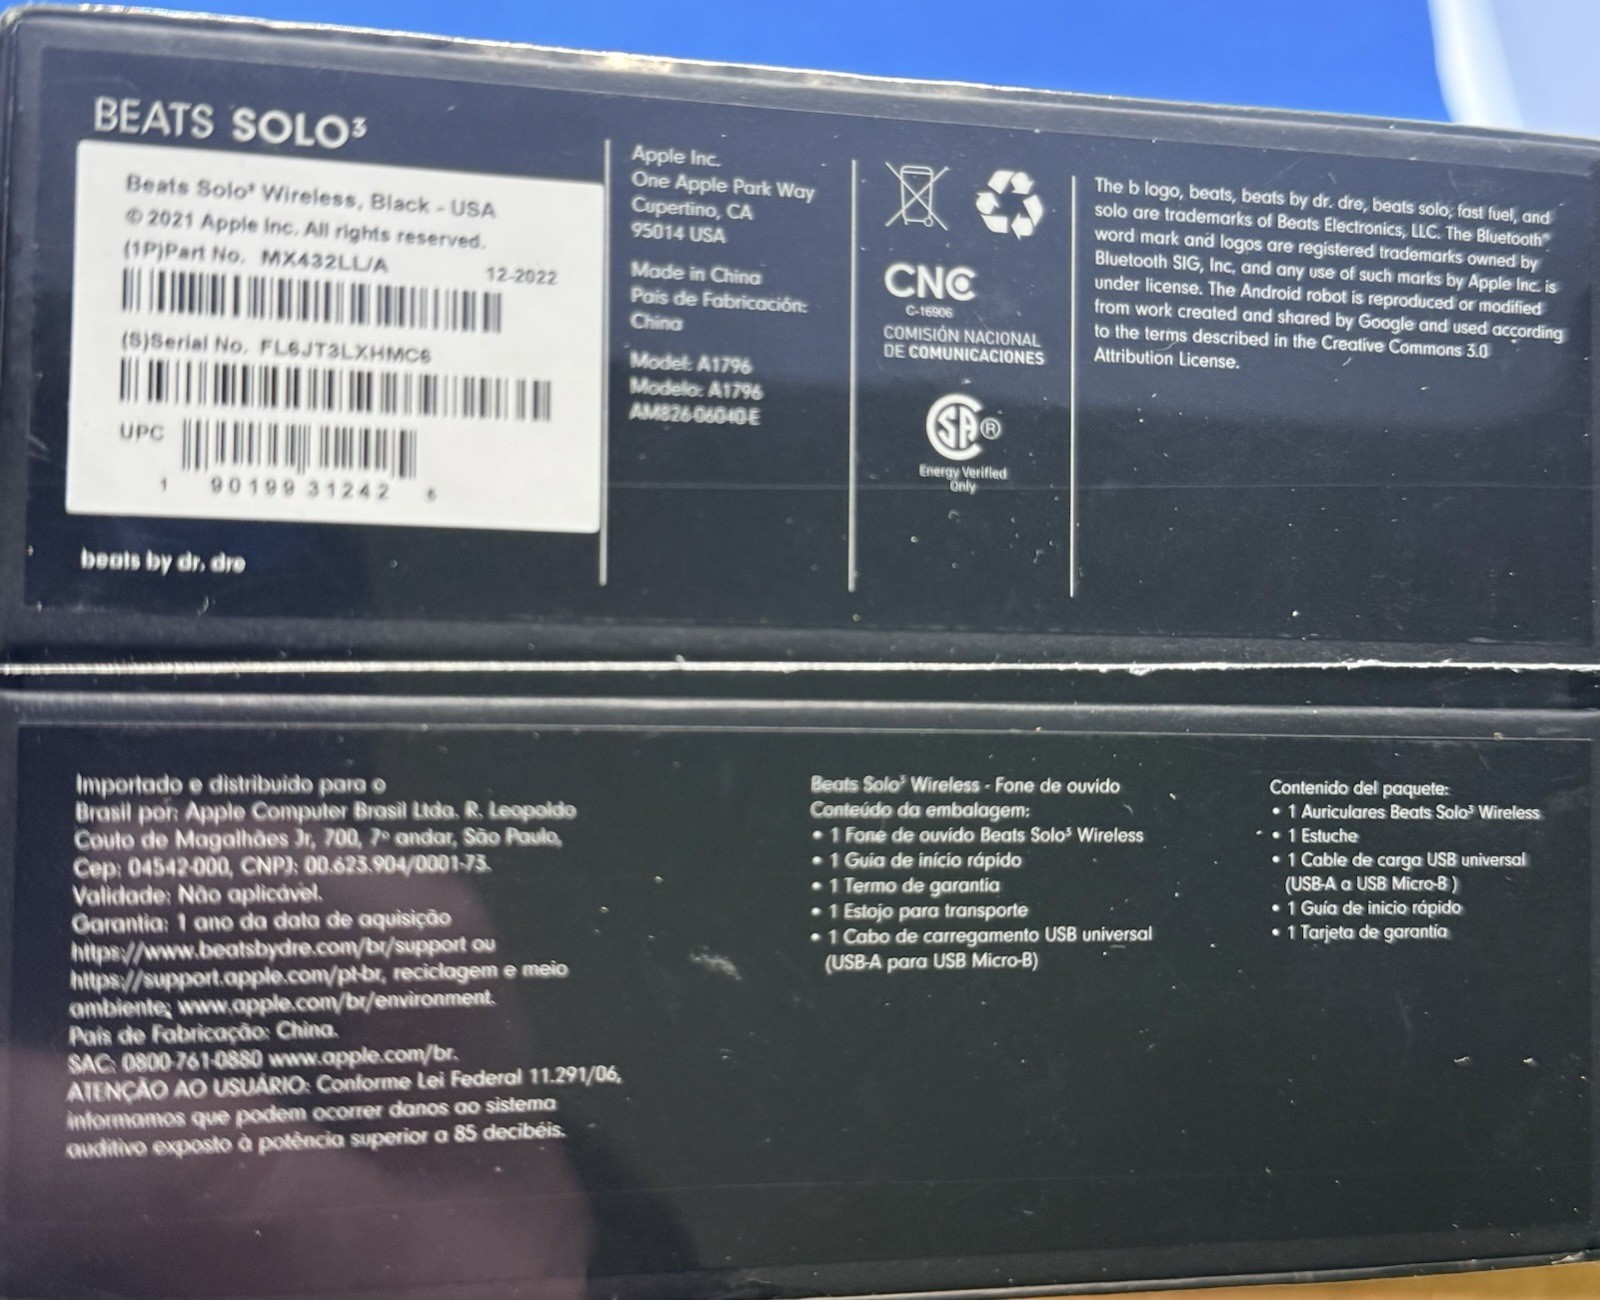 BEATS SOLO³
Beats Solo³ Wireless, Black - USA
© 2021 Apple Inc. All rights reserved.
(1P)Part No. MX432LL/A
12-2022
(S)Serial No. FL6JT3LXHMC6
UPC
1 90199 31242 5
beats by dr. dre
Apple Inc.
One Apple Park Way
Cupertino, CA
95014 USA
Made in China
País de Fabricación:
China
Model: A1796
Modelo: A1796
AM826-06040-E
CNC
C-16906
COMISIÓN NACIONAL
DE COMUNICACIONES
SA®
Energy Verified
Only
The b logo, beats, beats by dr. dre, beats solo, fast fuel, and
solo are trademarks of Beats Electronics, LLC. The Bluetooth®
word mark and logos are registered trademarks owned by
Bluetooth SIG, Inc. and any use of such marks by Apple Inc. is
under license. The Android robot is reproduced or modified
from work created and shared by Google and used according
to the terms described in the Creative Commons 3.0
Attribution License.
Importado e distribuído para o
Brasil por: Apple Computer Brasil Ltda. R. Leopoldo
Couto de Magalhães Jr, 700, 7º andar, São Paulo,
Cep: 04542-000, CNPJ: 00.623.904/0001-73.
Validade: Não aplicável.
Garantia: 1 ano da data de aquisição
https://www.beatsbydre.com/br/support ou
https://support.apple.com/pt-br, reciclagem e meio
ambiente; www.apple.com/br/environment.
País de Fabricação: China.
SAC: 0800-761-0880 www.apple.com/br.
ATENÇÃO AO USUÁRIO: Conforme Lei Federal 11.291/06,
informamos que podem ocorrer danos ao sistema
auditivo exposto à potência superior a 85 decibéis.
Beats Solo³ Wireless - Fone de ouvido
Conteúdo da embalagem:
• 1 Fone de ouvido Beats Solo³ Wireless
• 1 Guia de início rápido
• 1 Termo de garantia
• 1 Estojo para transporte
• 1 Cabo de carregamento USB universal
(USB-A para USB Micro-B)
Contenido del paquete:
• 1 Auriculares Beats Solo³ Wireless
• 1 Estuche
• 1 Cable de carga USB universal
(USB-A a USB Micro-B )
• 1 Guía de inicio rápido
• 1 Tarjeta de garantía